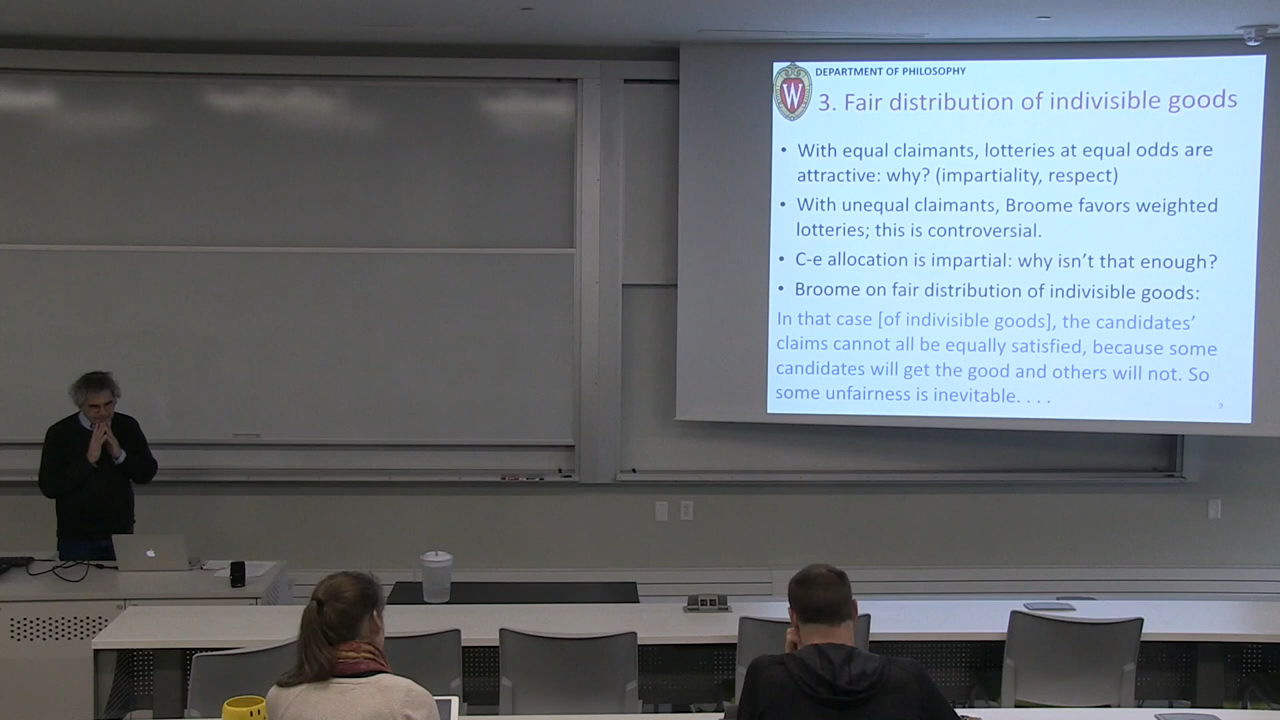 DEPARTMENT OF PHILOSOPHY
W
3. Fair distribution of indivisible goods
• With equal claimants, lotteries at equal odds are
attractive: why? (impartiality, respect)
• With unequal claimants, Broome favors weighted
lotteries; this is controversial.
• C-e allocation is impartial: why isn't that enough?
• Broome on fair distribution of indivisible goods:
In that case [of indivisible goods], the candidates'
claims cannot all be equally satisfied, because some
candidates will get the good and others will not. So
some unfairness is inevitable. . . .
9